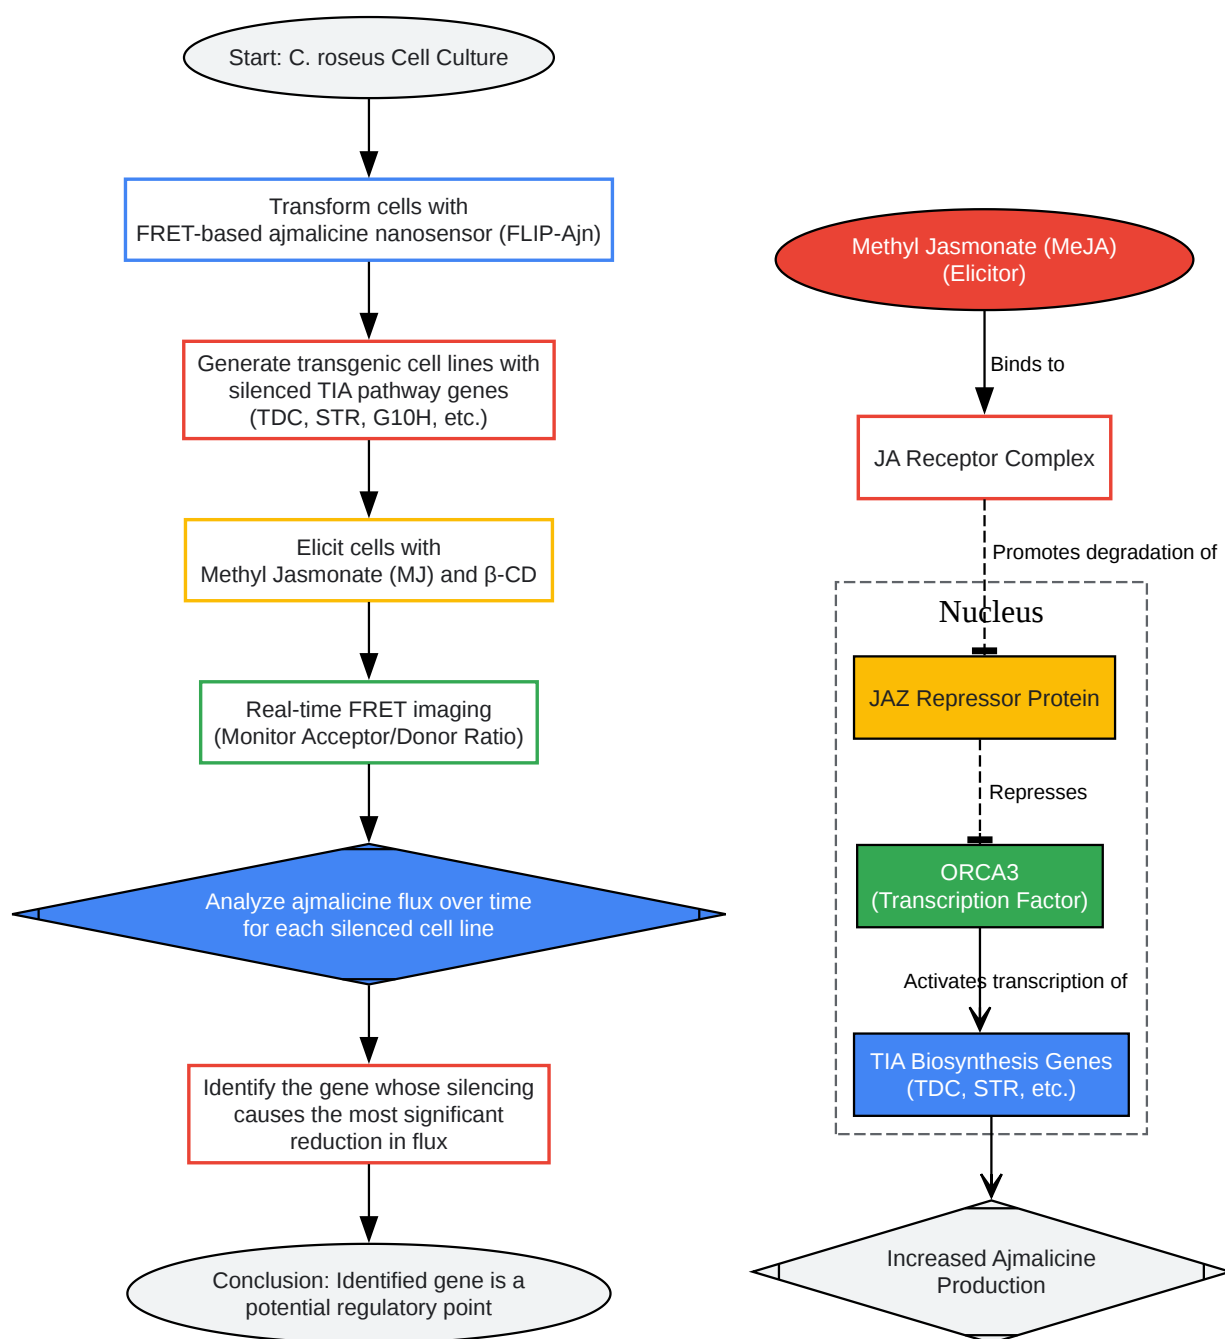 Start: C. roseus Cell Culture
Transform cells with
FRET-based ajmalicine nanosensor (FLIP-Ajn)
Generate transgenic cell lines with
silenced TIA pathway genes
(TDC, STR, G10H, etc.)
Elicit cells with
Methyl Jasmonate (MJ) and β-CD
Real-time FRET imaging
(Monitor Acceptor/Donor Ratio)
Analyze ajmalicine flux over time
for each silenced cell line
Identify the gene whose silencing
causes the most significant
reduction in flux
Conclusion: Identified gene is a
potential regulatory point
Methyl Jasmonate (MeJA)
(Elicitor)
Binds to
JA Receptor Complex
Promotes degradation of
Nucleus
JAZ Repressor Protein
Represses
ORCA3
(Transcription Factor)
Activates transcription of
TIA Biosynthesis Genes
(TDC, STR, etc.)
Increased Ajmalicine
Production